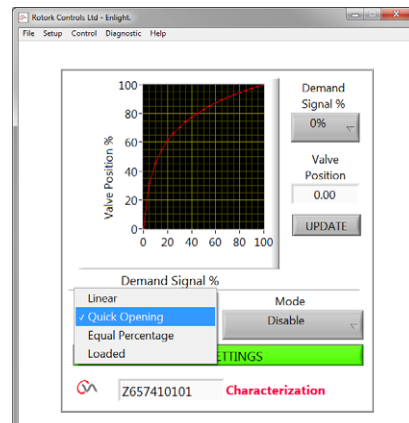 Rotork Controls Ltd - Enlight.
File Setup Control Diagnostic Help
100
80
60
40
20
0
Valve Position %
0 20 40 60 80 100
Demand Signal %
Demand
Signal %
0%
Valve
Position
0.00
UPDATE
Linear
✓ Quick Opening
Equal Percentage
Loaded
Mode
Disable
ETTINGS
Z657410101
Characterization